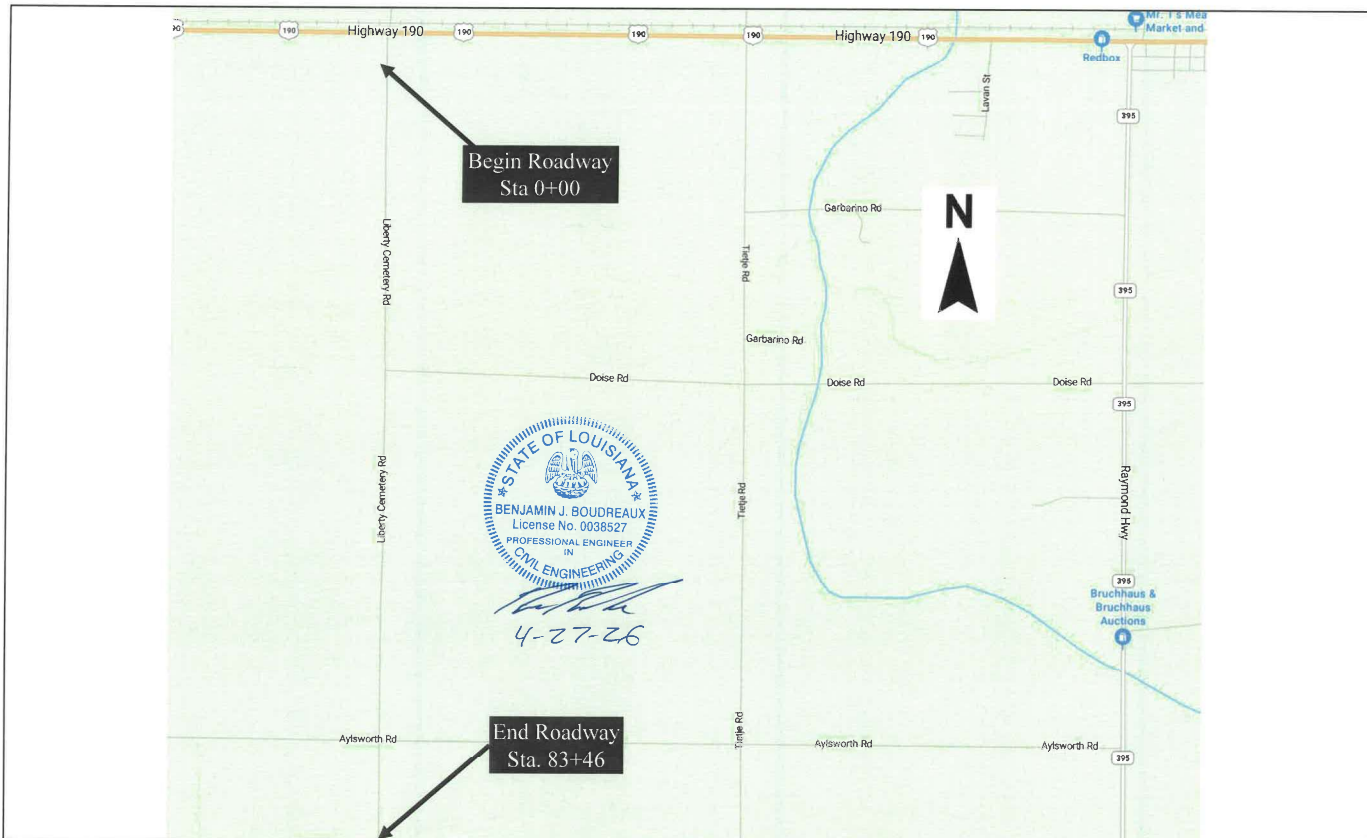 90
190
Highway 190
190
190
190
Highway 190
190
Mr. T's Mea
Market and
Redbox
Lavan St
395
Begin Roadway
Sta 0+00
Garbarino Rd
N
Liberty Cemetery Rd
Tietje Rd
395
Garbarino Rd
Doise Rd
Doise Rd
Doise Rd
395
STATE OF LOUISIANA
BENJAMIN J. BOUDREAUX
License No. 0038527
PROFESSIONAL ENGINEER
IN
CIVIL ENGINEERING
Liberty Cemetery Rd
Tietje Rd
Raymond Hwy
395
Bruchhaus &
Bruchhaus
Auctions
4-27-26
End Roadway
Sta. 83+46
Aylsworth Rd
Tietje Rd
Aylsworth Rd
Aylsworth Rd
395